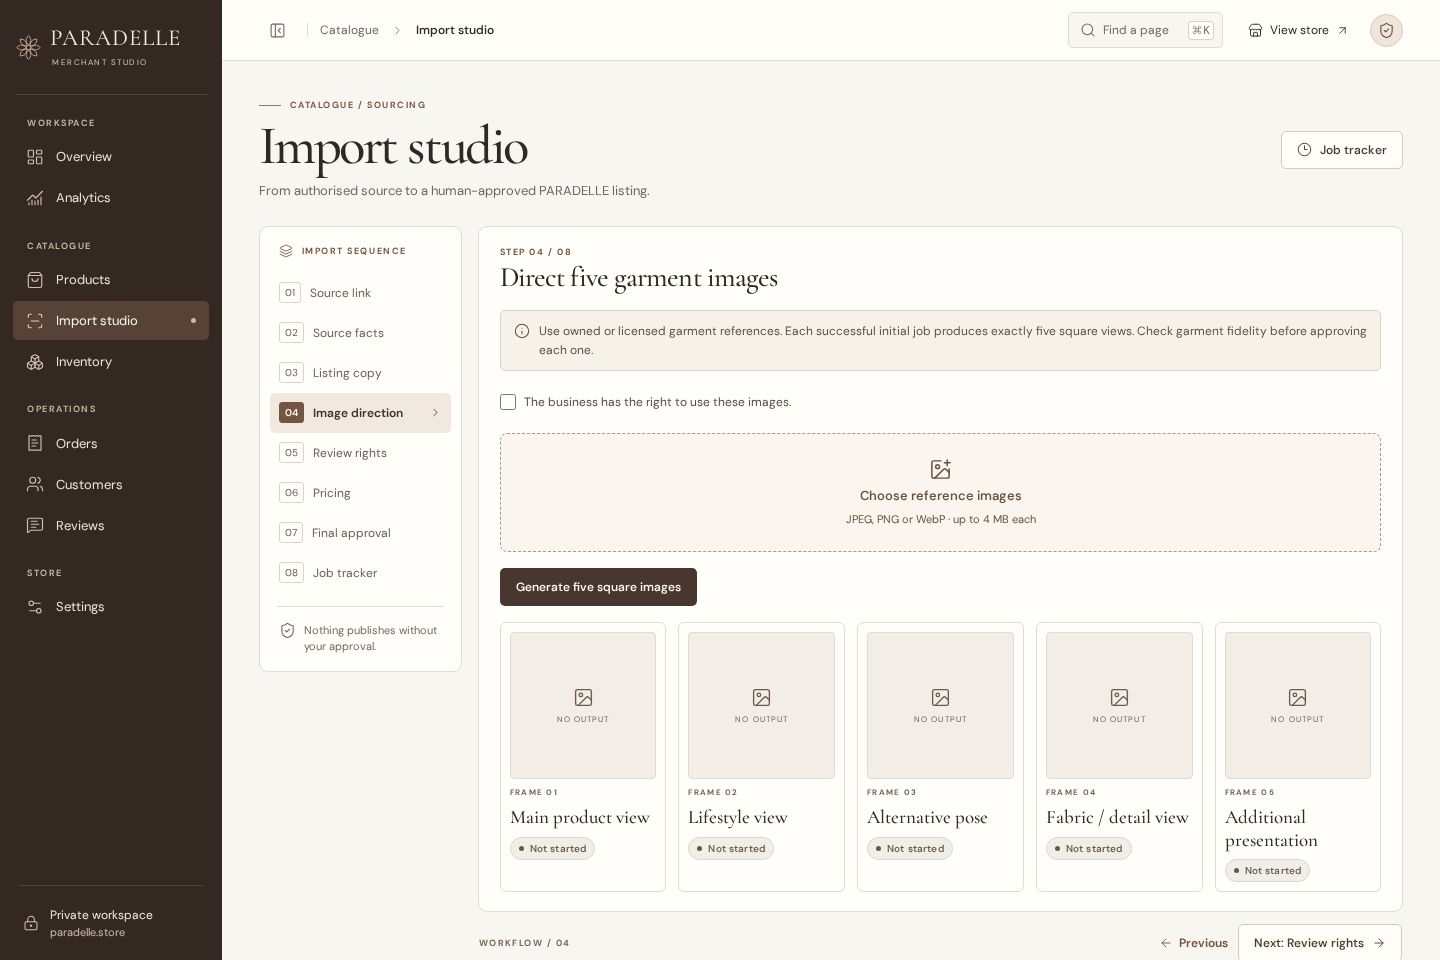 PARADELLE
MERCHANT STUDIO
WORKSPACE
Overview
Analytics
CATALOGUE
Products
Import studio
Inventory
OPERATIONS
Orders
Customers
Reviews
STORE
Settings
Private workspace
paradelle.store
Catalogue
Import studio
Find a page
⌘K
View store
CATALOGUE / SOURCING
Import studio
From authorised source to a human-approved PARADELLE listing.
Job tracker
IMPORT SEQUENCE
01 Source link
02 Source facts
03 Listing copy
04 Image direction
05 Review rights
06 Pricing
07 Final approval
08 Job tracker
Nothing publishes without
your approval.
STEP 04 / 08
Direct five garment images
Use owned or licensed garment references. Each successful initial job produces exactly five square views. Check garment fidelity before approving
each one.
The business has the right to use these images.
Choose reference images
JPEG, PNG or WebP · up to 4 MB each
Generate five square images
NO OUTPUT
FRAME 01
Main product view
Not started
NO OUTPUT
FRAME 02
Lifestyle view
Not started
NO OUTPUT
FRAME 03
Alternative pose
Not started
NO OUTPUT
FRAME 04
Fabric / detail view
Not started
NO OUTPUT
FRAME 05
Additional
presentation
Not started
WORKFLOW / 04
Previous
Next: Review rights